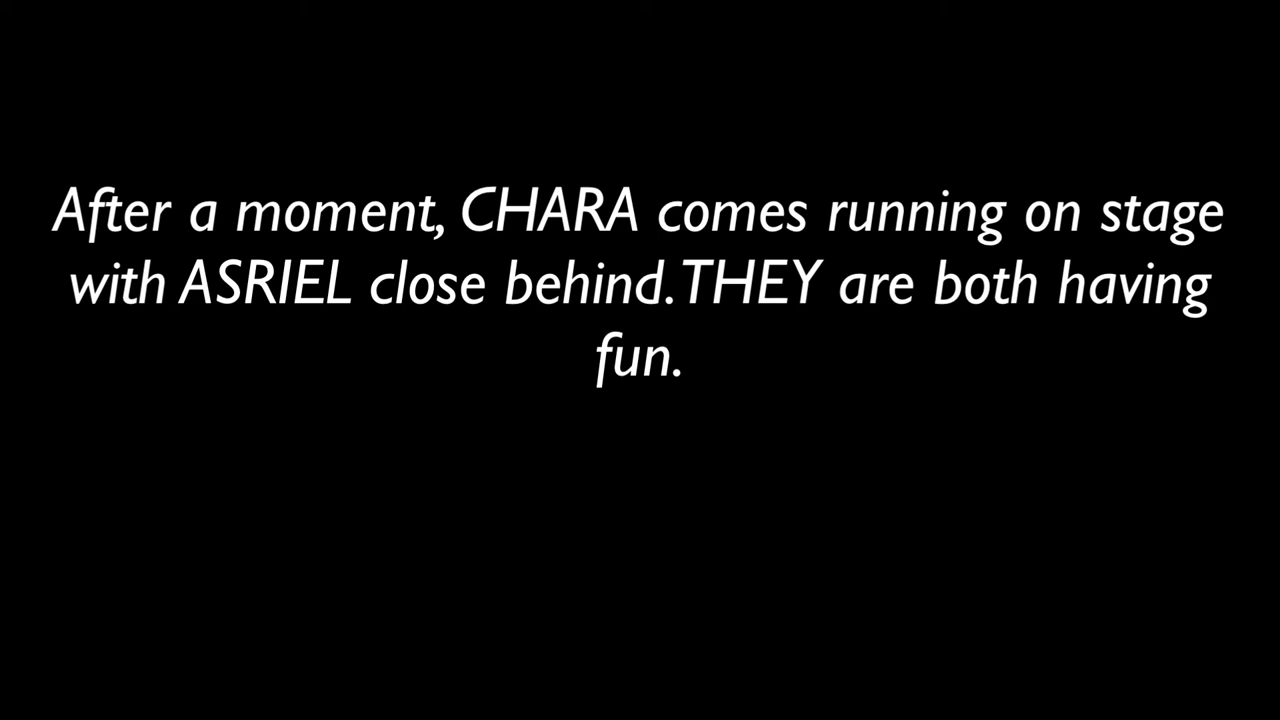 After a moment, CHARA comes running on stage
with ASRIEL close behind. THEY are both having
fun.